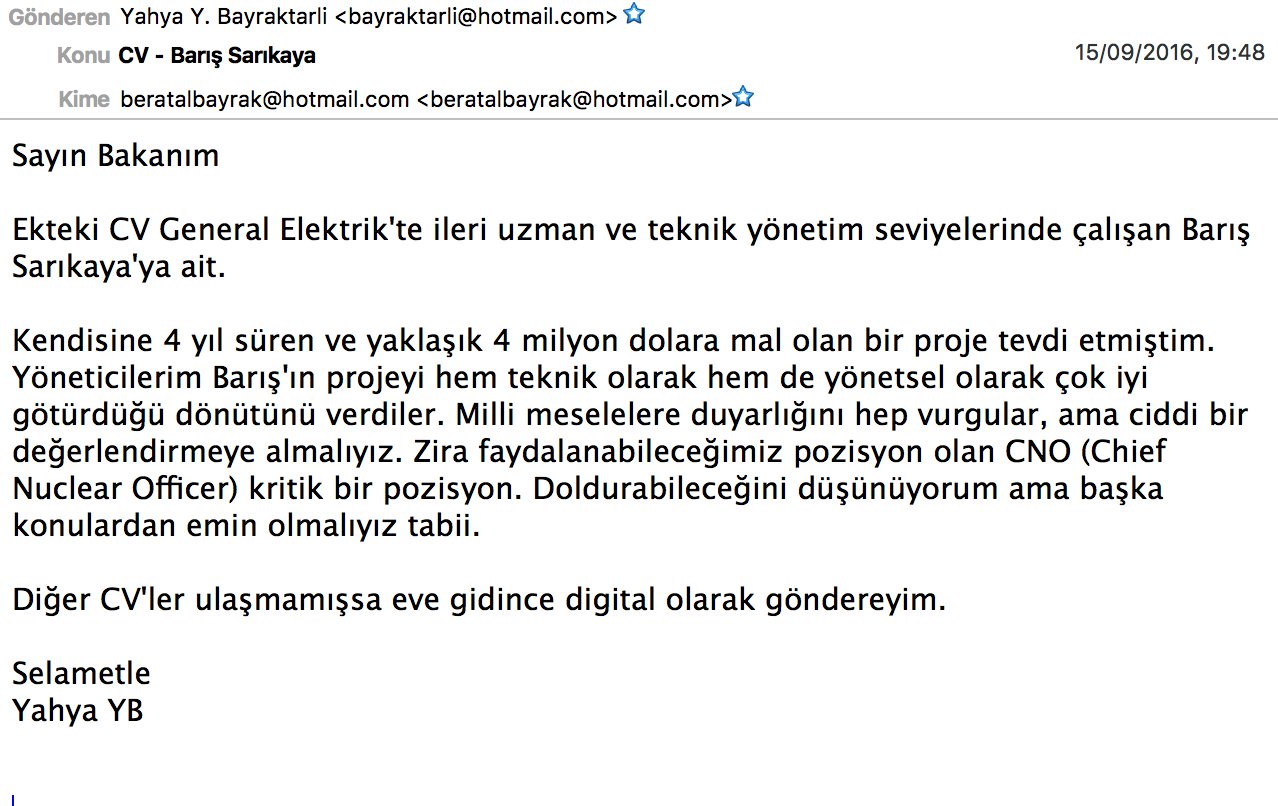 Gönderen Yahya Y. Bayraktarli <bayraktarli@hotmail.com>
Konu CV - Barış Sarıkaya 15/09/2016, 19:48
Kime beratalbayrak@hotmail.com <beratalbayrak@hotmail.com>
Sayın Bakanım
Ekteki CV General Elektrik'te ileri uzman ve teknik yönetim seviyelerinde çalışan Barış
Sarıkaya'ya ait.
Kendisine 4 yıl süren ve yaklaşık 4 milyon dolara mal olan bir proje tevdi etmiştim.
Yöneticilerim Barış'ın projeyi hem teknik olarak hem de yönetsel olarak çok iyi
götürdüğü dönütünü verdiler. Milli meselelere duyarlığını hep vurgular, ama ciddi bir
değerlendirmeye almalıyız. Zira faydalanabileceğimiz pozisyon olan CNO (Chief
Nuclear Officer) kritik bir pozisyon. Doldurabileceğini düşünüyorum ama başka
konulardan emin olmalıyız tabii.
Diğer CV'ler ulaşmamışsa eve gidince digital olarak göndereyim.
Selametle
Yahya YB